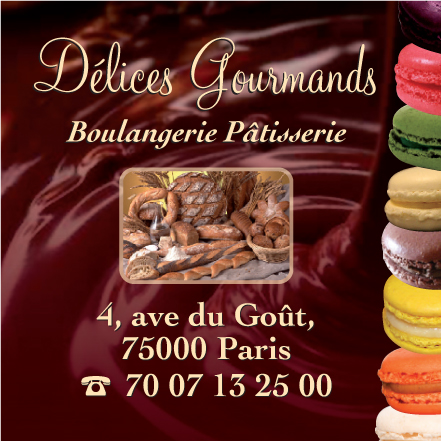 Délices Gourmands
Boulangerie Pâtisserie
4, ave du Goût,
75000 Paris
☎ 70 07 13 25 00